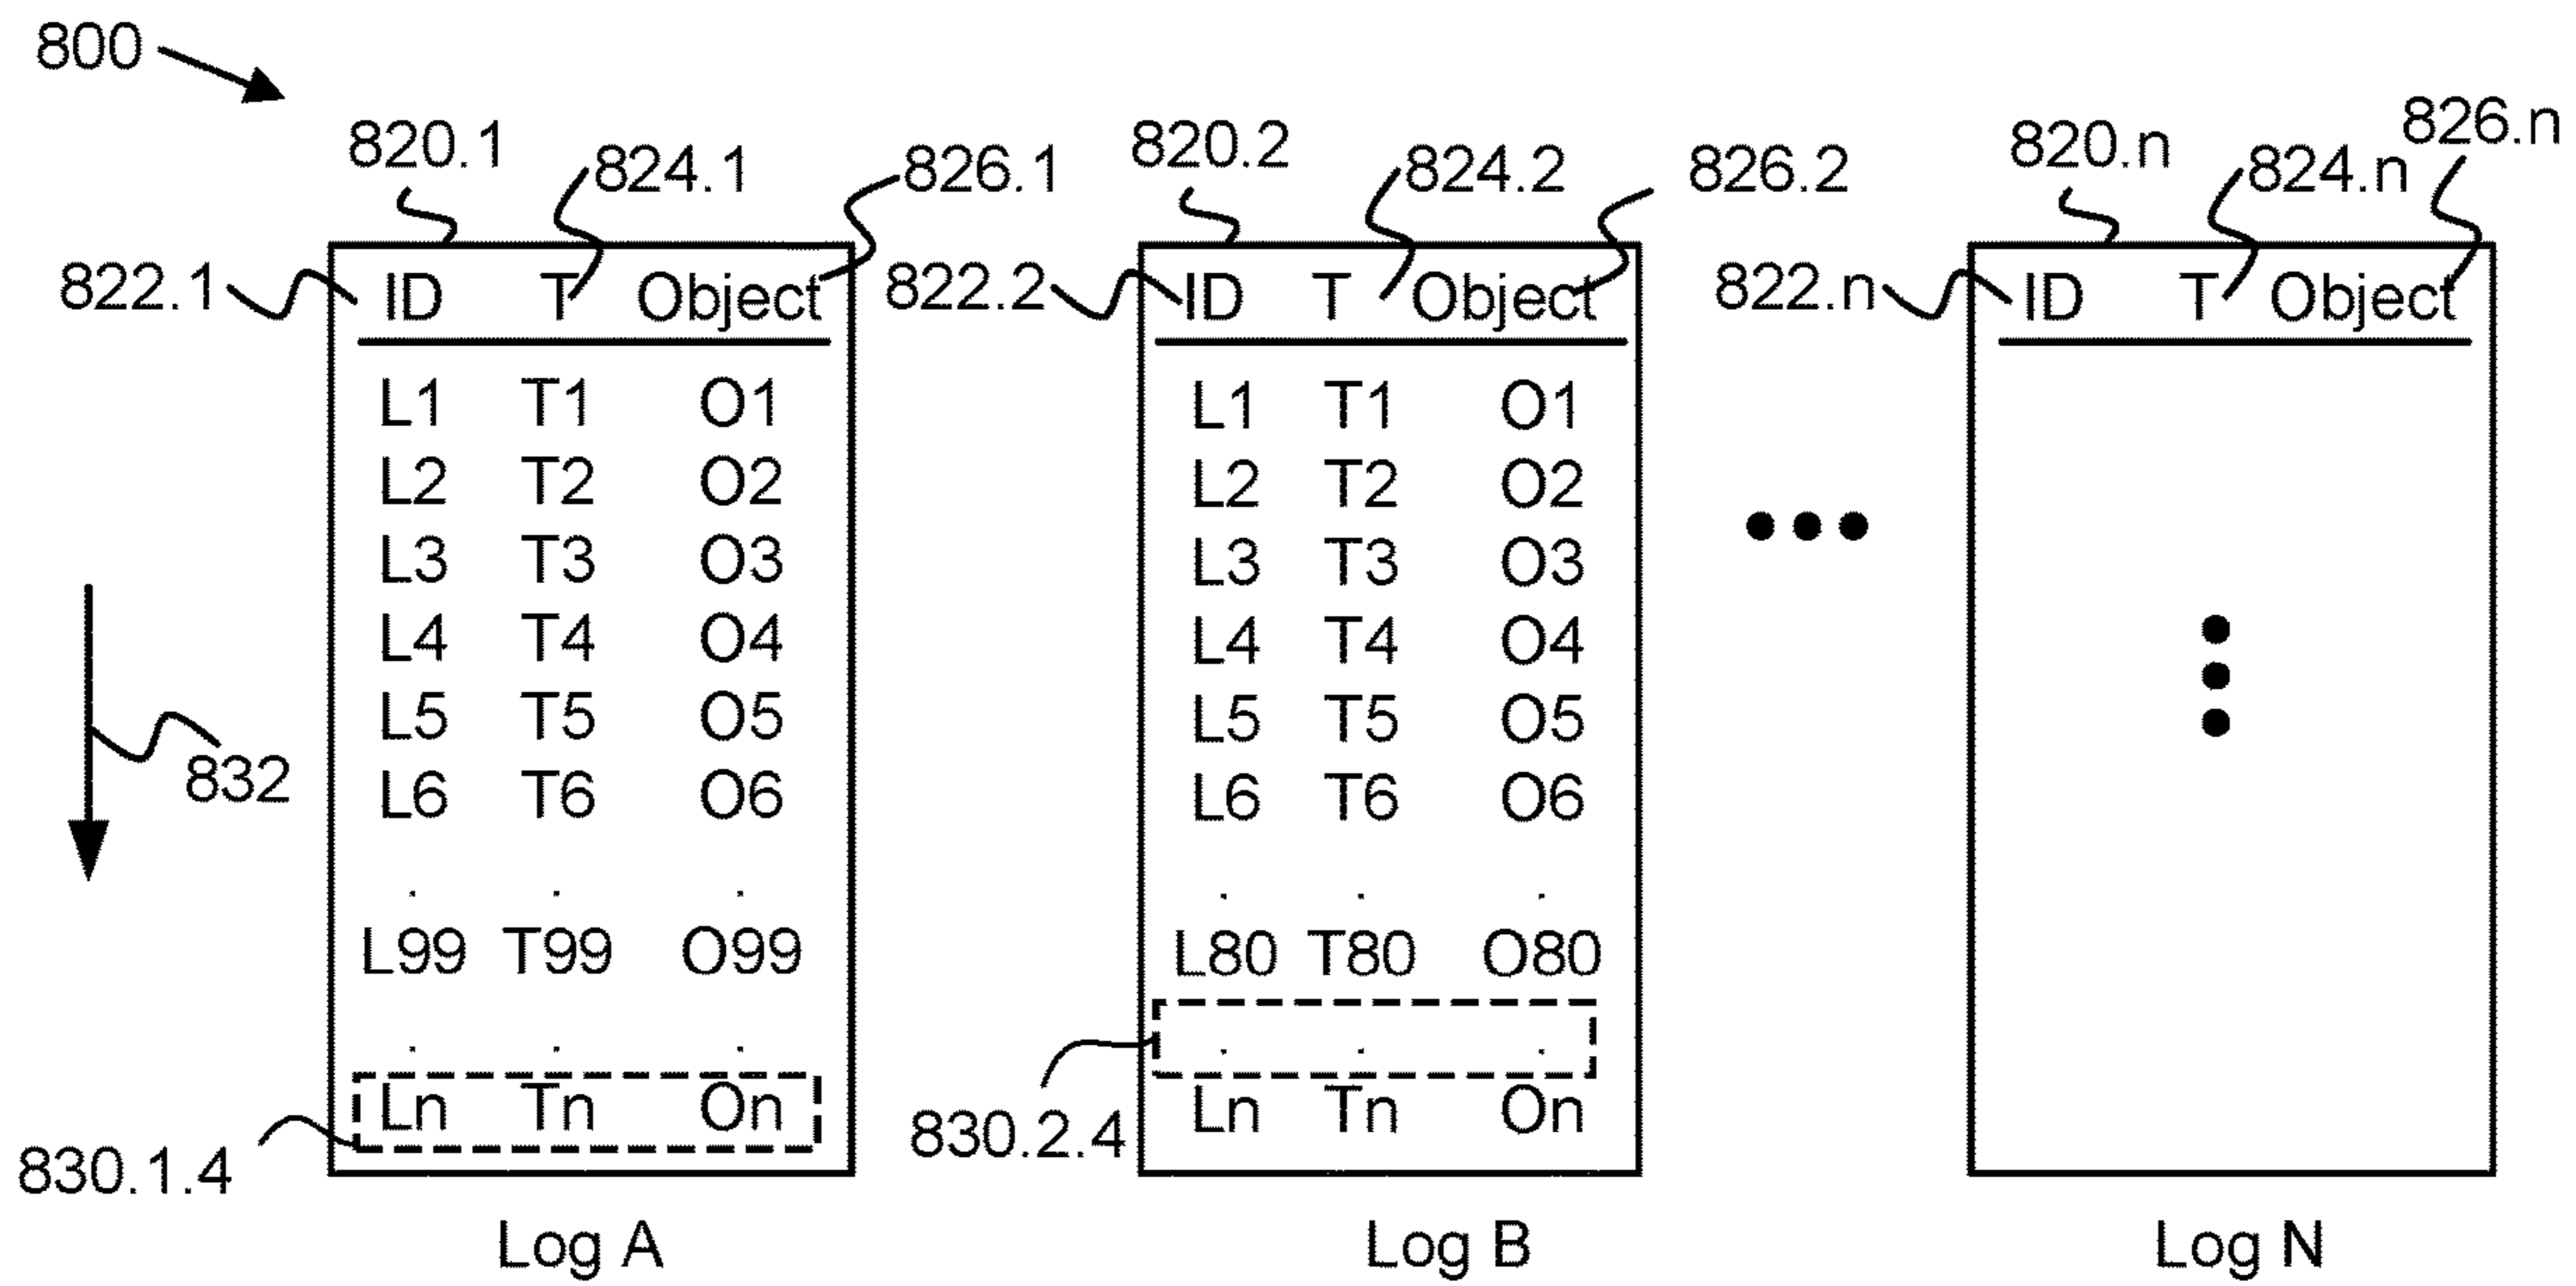 800
820.1 824.1 826.1 820.2 824.2 826.2 820.n 824.n 826.n
822.1 ID T Object 822.2 ID T Object 822.n ID T Object
L1 T1 O1 L1 T1 O1
L2 T2 O2 L2 T2 O2
L3 T3 O3 L3 T3 O3
L4 T4 O4 L4 T4 O4
L5 T5 O5 L5 T5 O5
832 L6 T6 O6 L6 T6 O6
. . . . . .
L99 T99 O99 L80 T80 O80
. . . . . .
Ln Tn On Ln Tn On
830.1.4 830.2.4
Log A Log B Log N